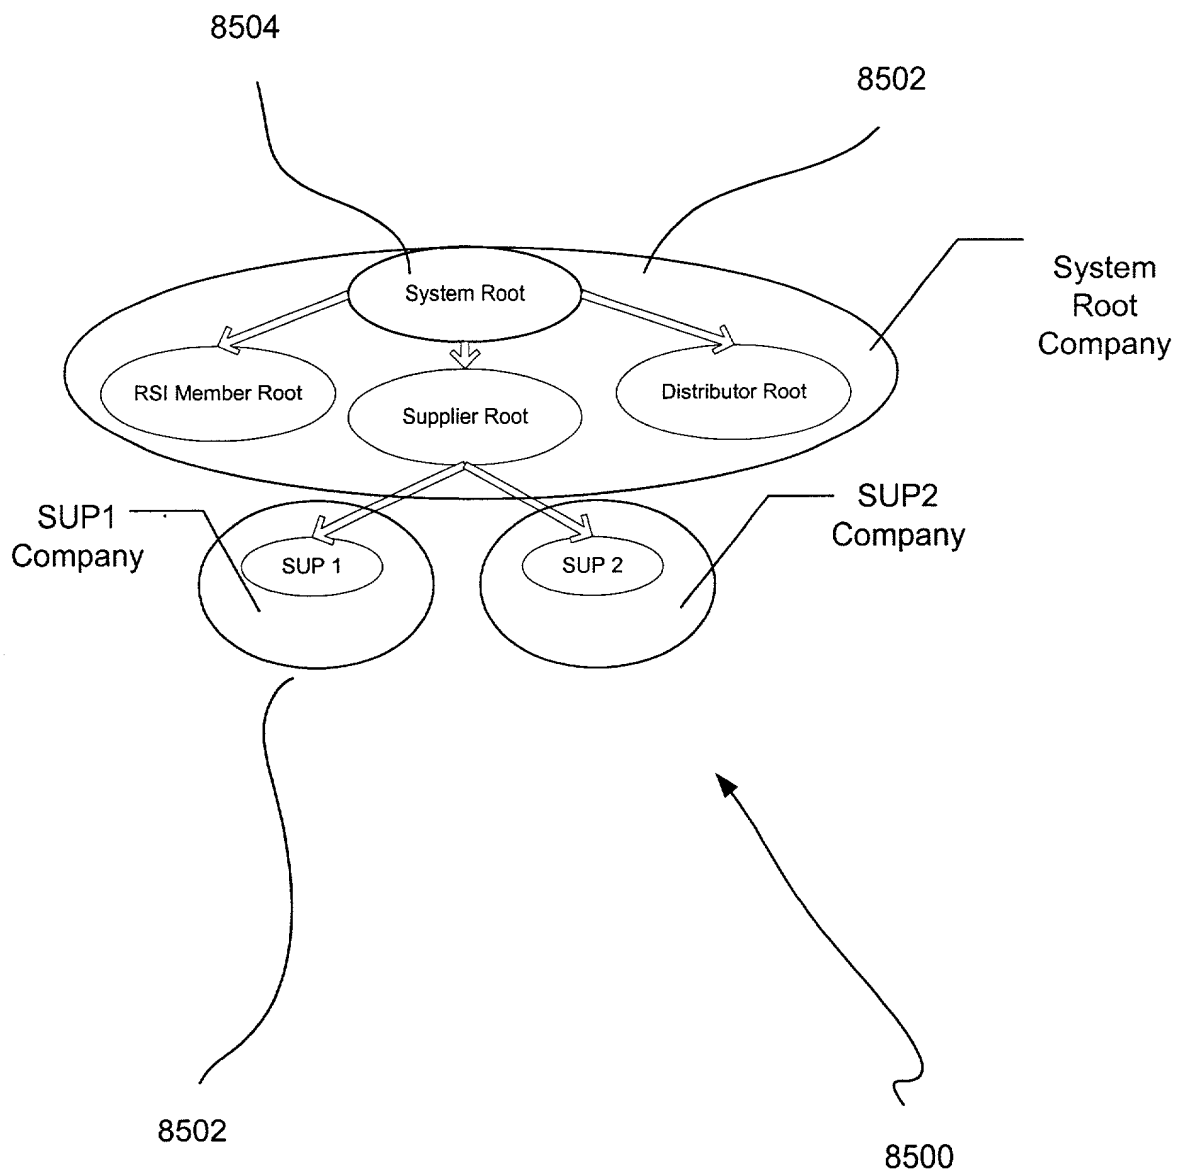 8504
8502
System Root
System
Root
Company
RSI Member Root
Supplier Root
Distributor Root
SUP1
Company
SUP2
Company
SUP 1
SUP 2
8502
8500